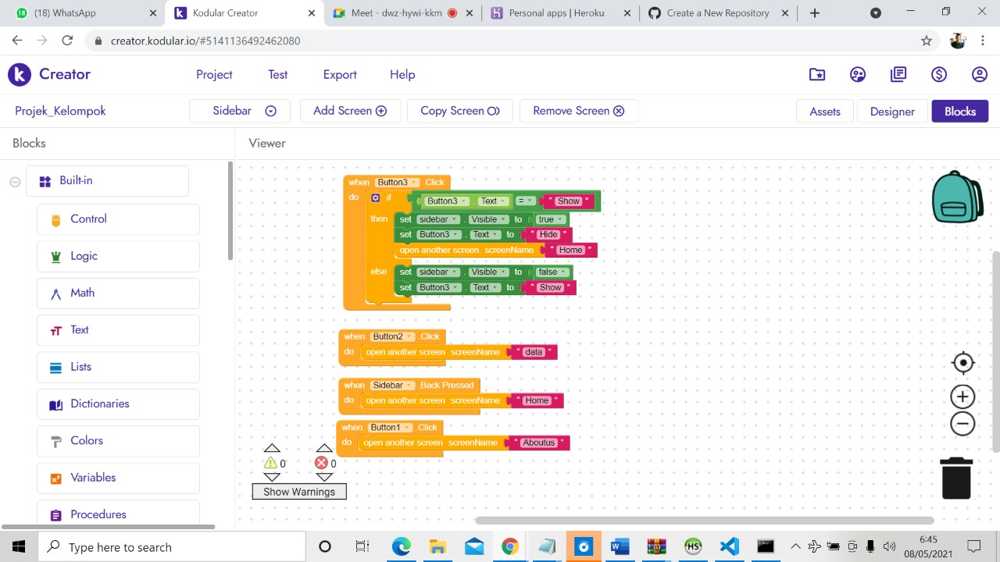 (18) WhatsApp
Kodular Creator
Meet - dwz-hywi-kkm
Personal apps | Heroku
Create a New Repository
creator.kodular.io/#5141136492462080
Creator
Project
Test
Export
Help
Projek_Kelompok
Sidebar
Add Screen
Copy Screen
Remove Screen
Assets
Designer
Blocks
Blocks
Viewer
Built-in
Control
Logic
Math
Text
Lists
Dictionaries
Colors
Variables
Procedures
when Button3 .Click
do if Button3 . Text = " Show "
then set sidebar . Visible to true
set Button3 . Text to " Hide "
open another screen screenName " Home "
else set sidebar . Visible to false
set Button3 . Text to " Show "
when Button2 .Click
do open another screen screenName " data "
when Sidebar .Back Pressed
do open another screen screenName " Home "
when Button1 .Click
do open another screen screenName " Aboutus "
0 0
Show Warnings
Type here to search
6:45
08/05/2021